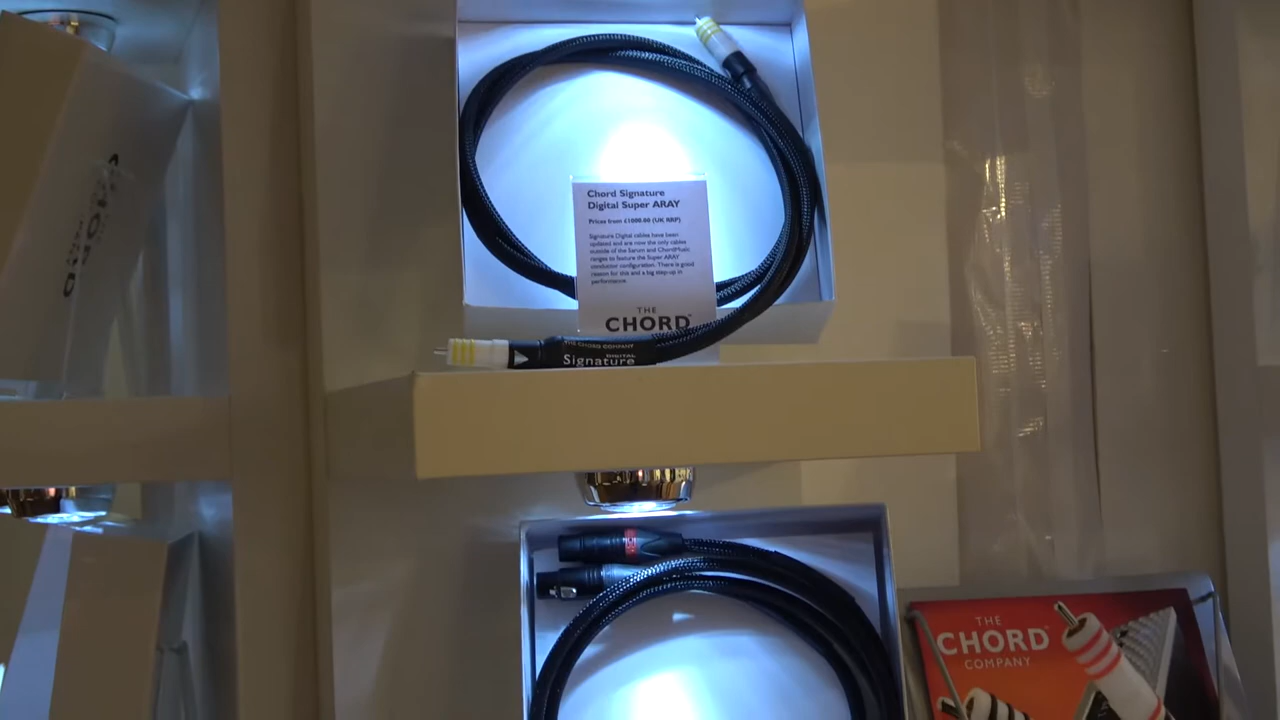 Chord Signature
Digital Super ARAY
Prices from £1000.00 (UK RRP)
Signature Digital cables have been
updated and are now the only cables
outside of the Sarum and ChordMusic
ranges to feature the Super ARAY
conductor configuration. There is good
reason for this and a big step-up in
performance
THE
CHORD™
THE CHORD COMPANY
DIGITAL
Signature
CHORD
THE
CHORD™
COMPANY